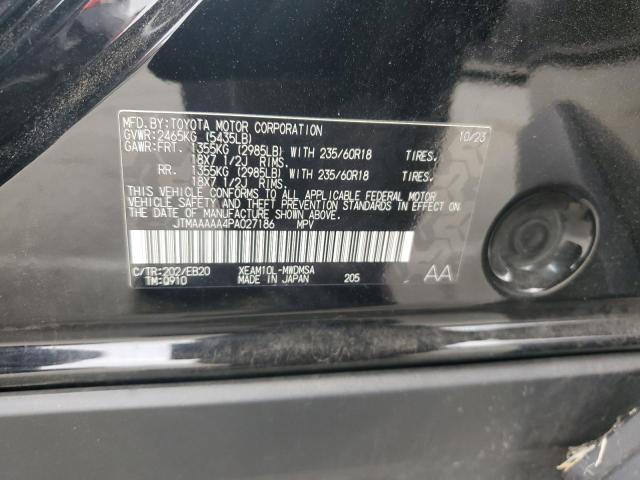 MFD.BY:TOYOTA MOTOR CORPORATION 10/23
GVWR:2465KG (5435LB)
GAWR:FRT. 1355KG (2985LB) WITH 235/60R18 TIRES.
18X7 1/2J RIMS.
RR. 1355KG (2985LB) WITH 235/60R18 TIRES.
18X7 1/2J RIMS.
THIS VEHICLE CONFORMS TO ALL APPLICABLE FEDERAL MOTOR
VEHICLE SAFETY AND BUMPER STANDARDS IN EFFECT ON
THE DATE OF MANUFACTURE SHOWN ABOVE.
JTMAAAAA4PA027186 MPV
C/TR:202/EB20 XEAM10L-MWDMSA AA
TM:Q910 MADE IN JAPAN 205